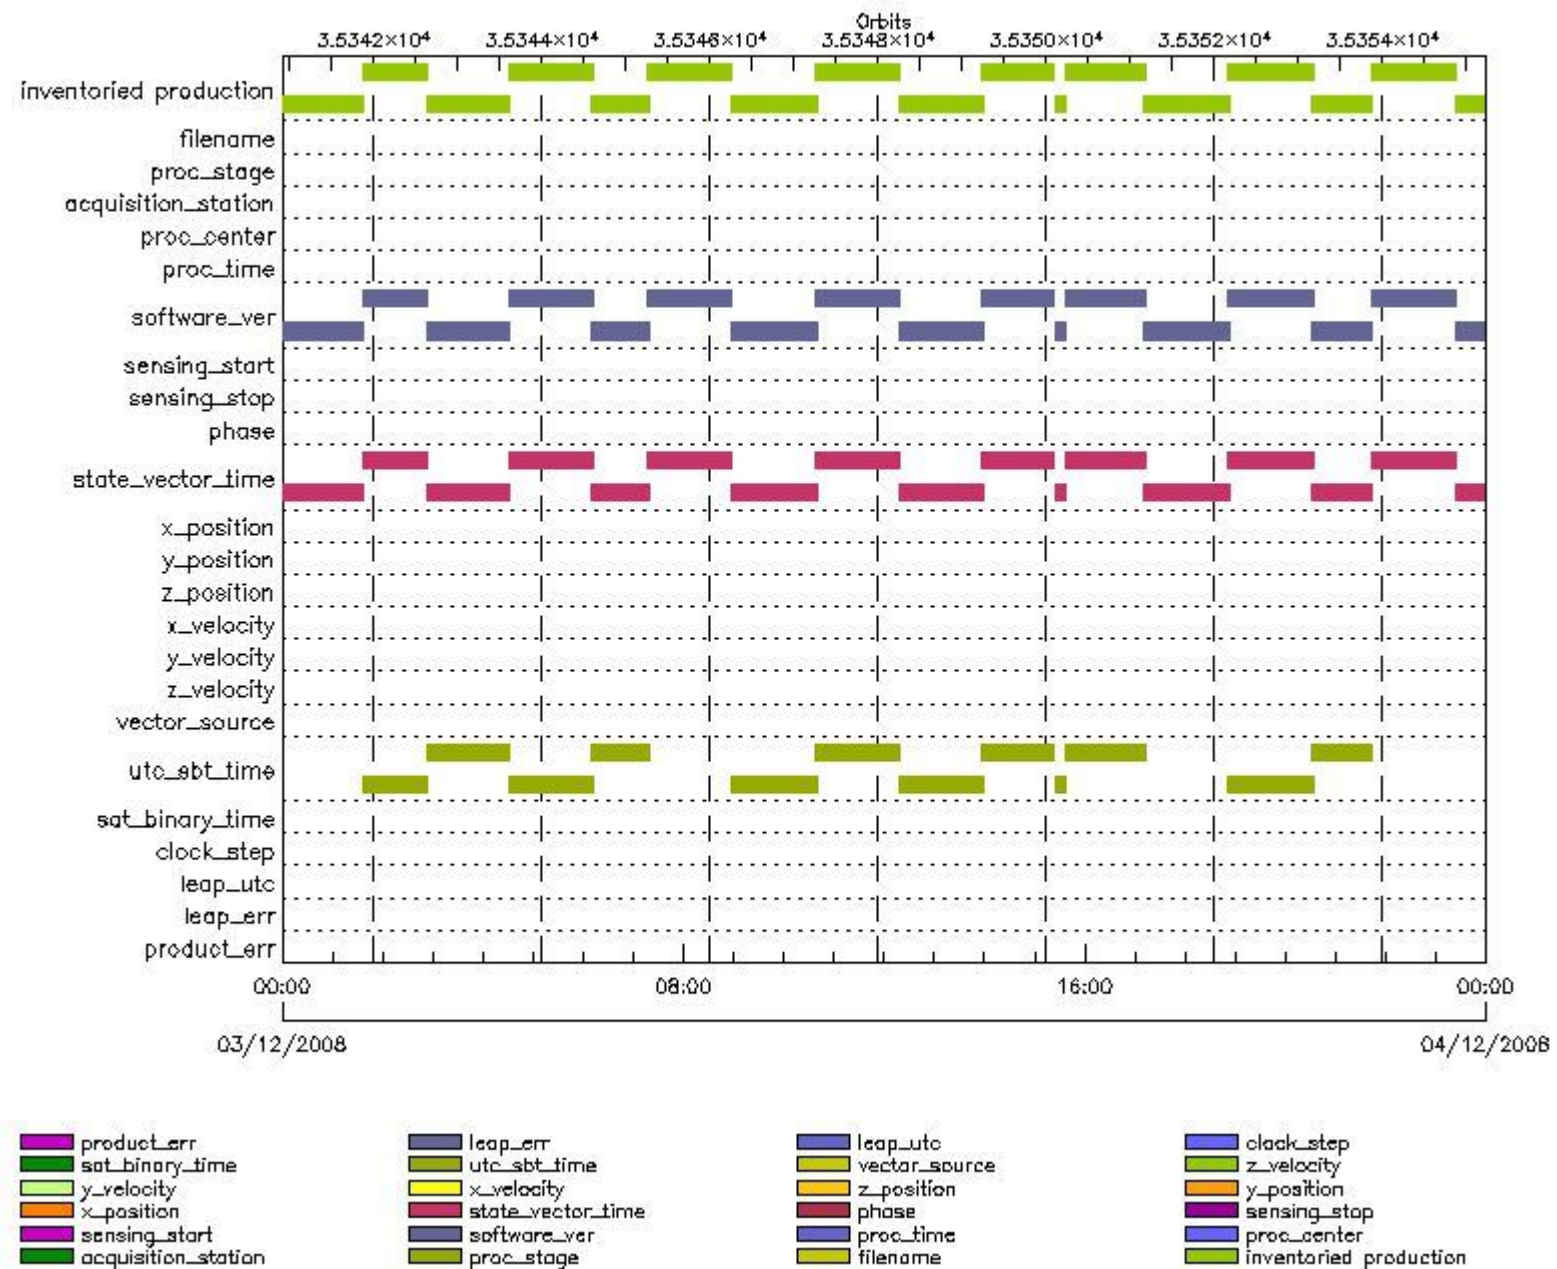 Orbits
3.5342×10⁴ 3.5344×10⁴ 3.5346×10⁴ 3.5348×10⁴ 3.5350×10⁴ 3.5352×10⁴ 3.5354×10⁴
inventoried production
filename
proc_stage
acquisition_station
proc_center
proc_time
software_ver
sensing_start
sensing_stop
phase
state_vector_time
x_position
y_position
z_position
x_velocity
y_velocity
z_velocity
vector_source
utc_sbt_time
sat_binary_time
clock_step
leap_utc
leap_err
product_err
00:00 08:00 16:00 00:00
03/12/2008 04/12/2008
product_err leap_err leap_utc clock_step
sat_binary_time utc_sbt_time vector_source z_velocity
y_velocity x_velocity z_position y_position
x_position state_vector_time phase sensing_stop
sensing_start software_ver proc_time proc_center
acquisition_station proc_stage filename inventoried production